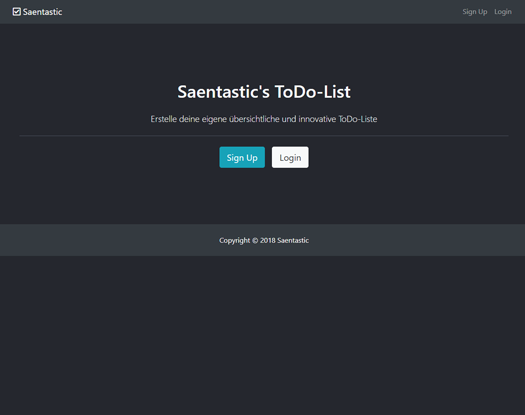 Saentastic
Sign Up Login
Saentastic's ToDo-List
Erstelle deine eigene übersichtliche und innovative ToDo-Liste
Sign Up
Login
Copyright © 2018 Saentastic